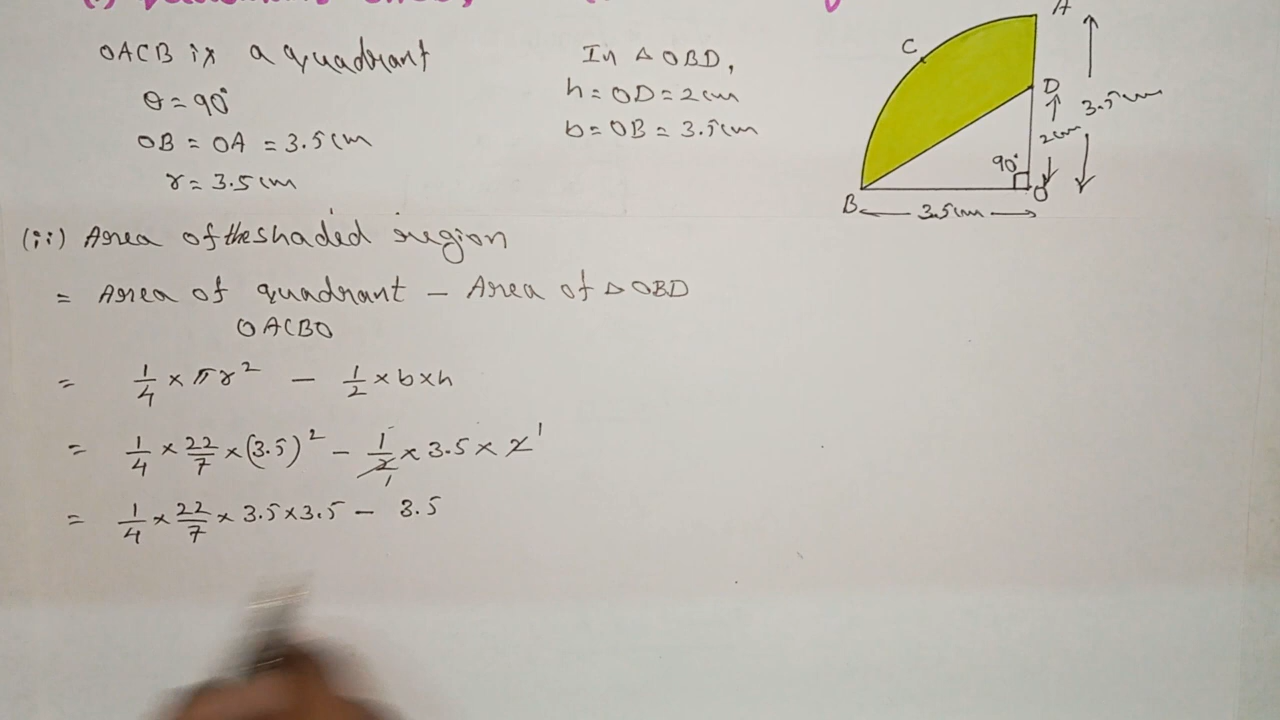 OACB is a quadrant
θ = 90°
OB = OA = 3.5 cm
r = 3.5 cm
In △ OBD,
h = OD = 2 cm
b = OB = 3.5 cm
A
C
D
3.5 cm
2 cm
90°
B
O
3.5 cm
(ii) Area of the shaded region
= Area of quadrant - Area of △ OBD
OACBO
= 1/4 × πr² - 1/2 × b × h
= 1/4 × 22/7 × (3.5)² - 1/2 × 3.5 × 2
1 1
= 1/4 × 22/7 × 3.5 × 3.5 - 3.5